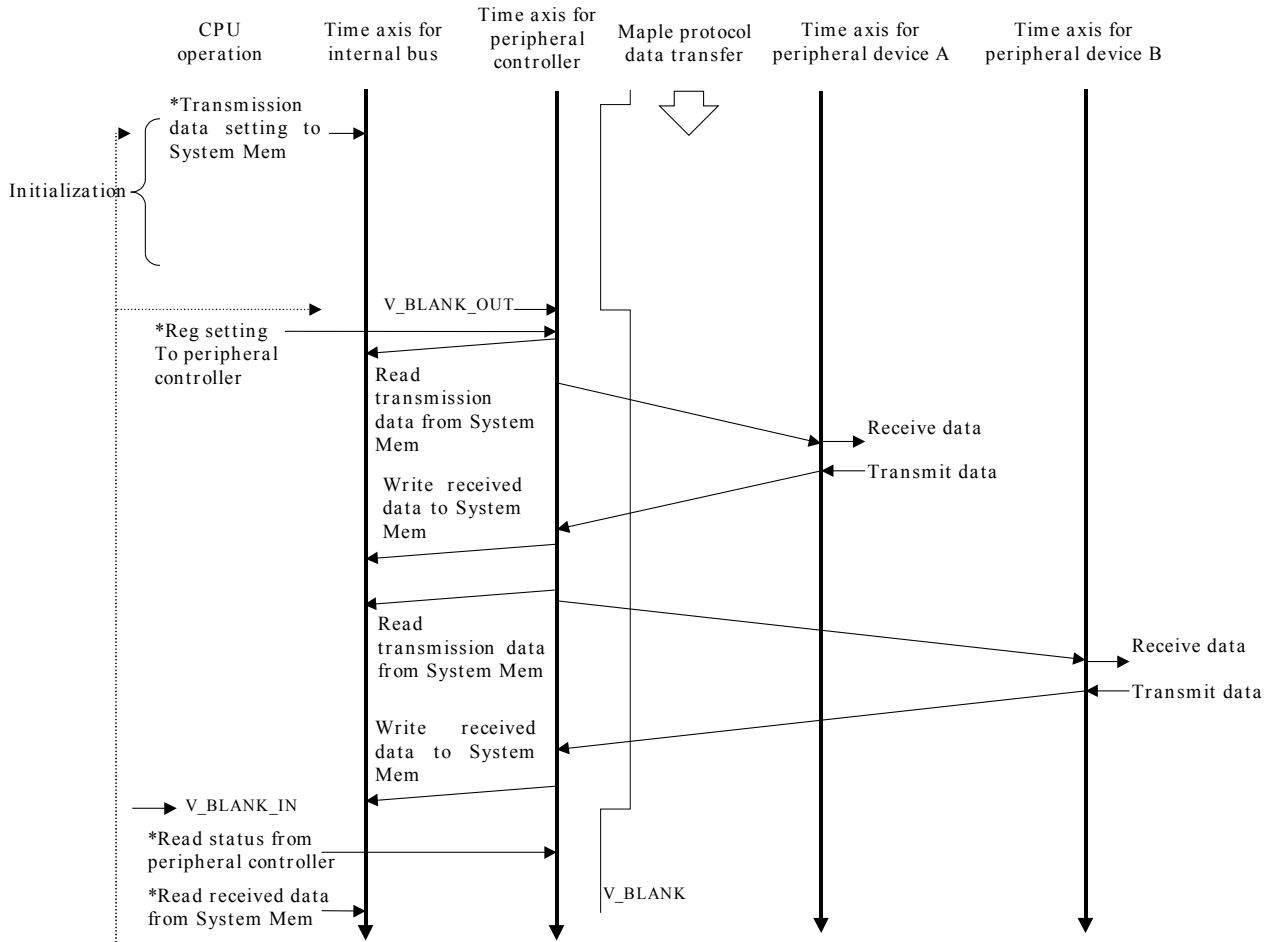 CPU
operation
Time axis for
internal bus
Time axis for
peripheral
controller
Maple protocol
data transfer
Time axis for
peripheral device A
Time axis for
peripheral device B
*Transmission
data setting to
System Mem
Initialization
V_BLANK_OUT
*Reg setting
To peripheral
controller
Read
transmission
data from System
Mem
Receive data
Transmit data
Write received
data to System
Mem
Read
transmission data
from System Mem
Receive data
Transmit data
Write received
data to System
Mem
V_BLANK_IN
*Read status from
peripheral controller
*Read received data
from System Mem
V_BLANK